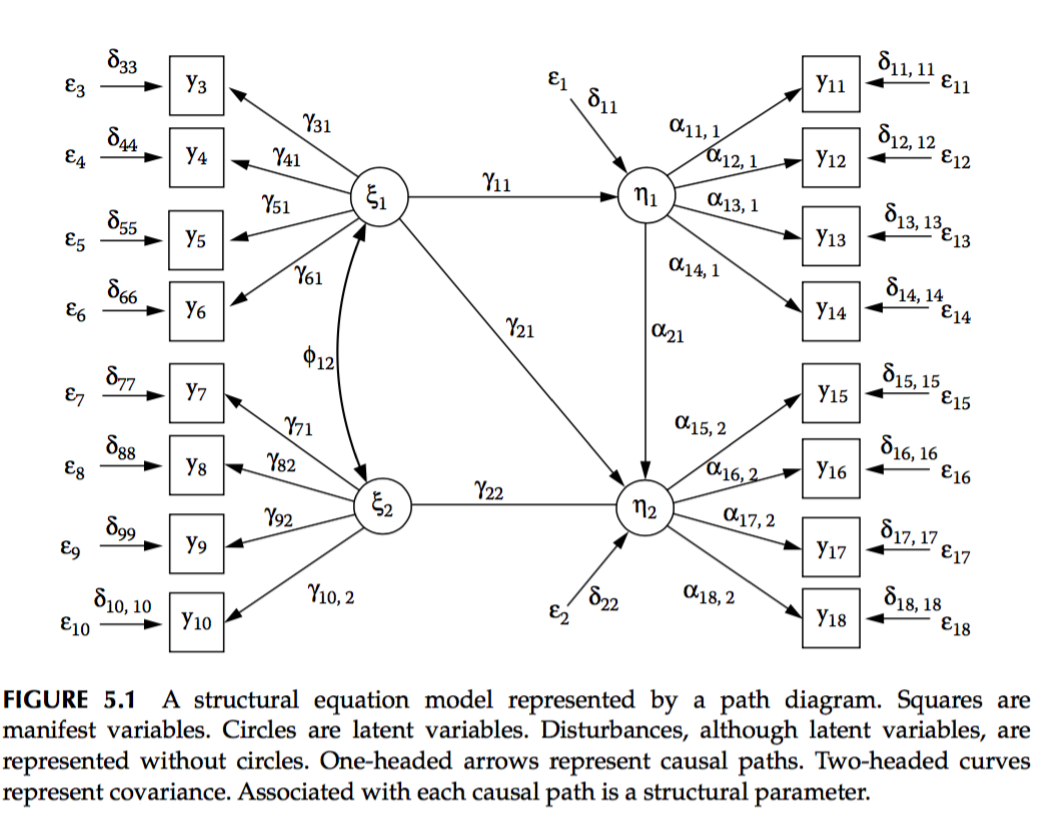 δ33
ε3
y3
δ44
ε4
y4
δ55
ε5
y5
δ66
ε6
y6
δ77
ε7
y7
δ88
ε8
y8
δ99
ε9
y9
δ10, 10
ε10
y10
γ31
γ41
γ51
γ61
ξ1
ϕ12
γ71
γ82
γ92
γ10, 2
ξ2
γ11
γ21
γ22
ε1
δ11
η1
α21
η2
ε2
δ22
α11, 1
α12, 1
α13, 1
α14, 1
α15, 2
α16, 2
α17, 2
α18, 2
y11
δ11, 11
ε11
y12
δ12, 12
ε12
y13
δ13, 13
ε13
y14
δ14, 14
ε14
y15
δ15, 15
ε15
y16
δ16, 16
ε16
y17
δ17, 17
ε17
y18
δ18, 18
ε18
FIGURE 5.1 A structural equation model represented by a path diagram. Squares are
manifest variables. Circles are latent variables. Disturbances, although latent variables, are
represented without circles. One-headed arrows represent causal paths. Two-headed curves
represent covariance. Associated with each causal path is a structural parameter.